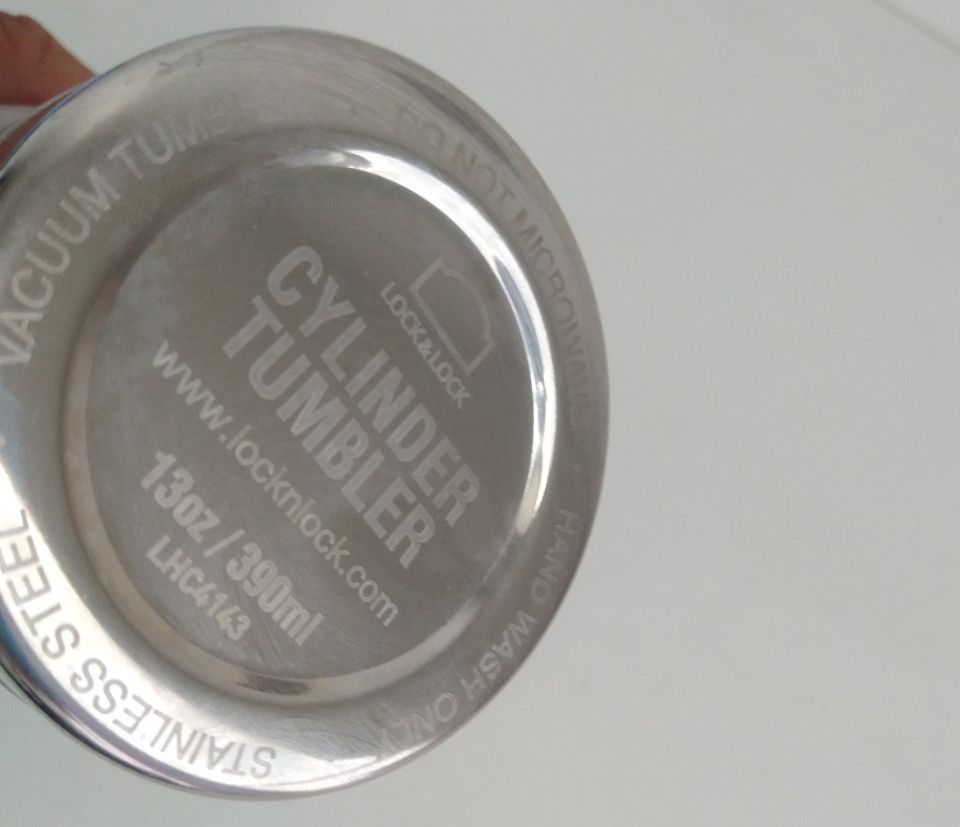 LOCK&LOCK
CYLINDER
TUMBLER
www.locknlock.com
13oz / 390ml
LHC4143
DO NOT MICROWAVE
HAND WASH ONLY
STAINLESS STEEL
VACUUM